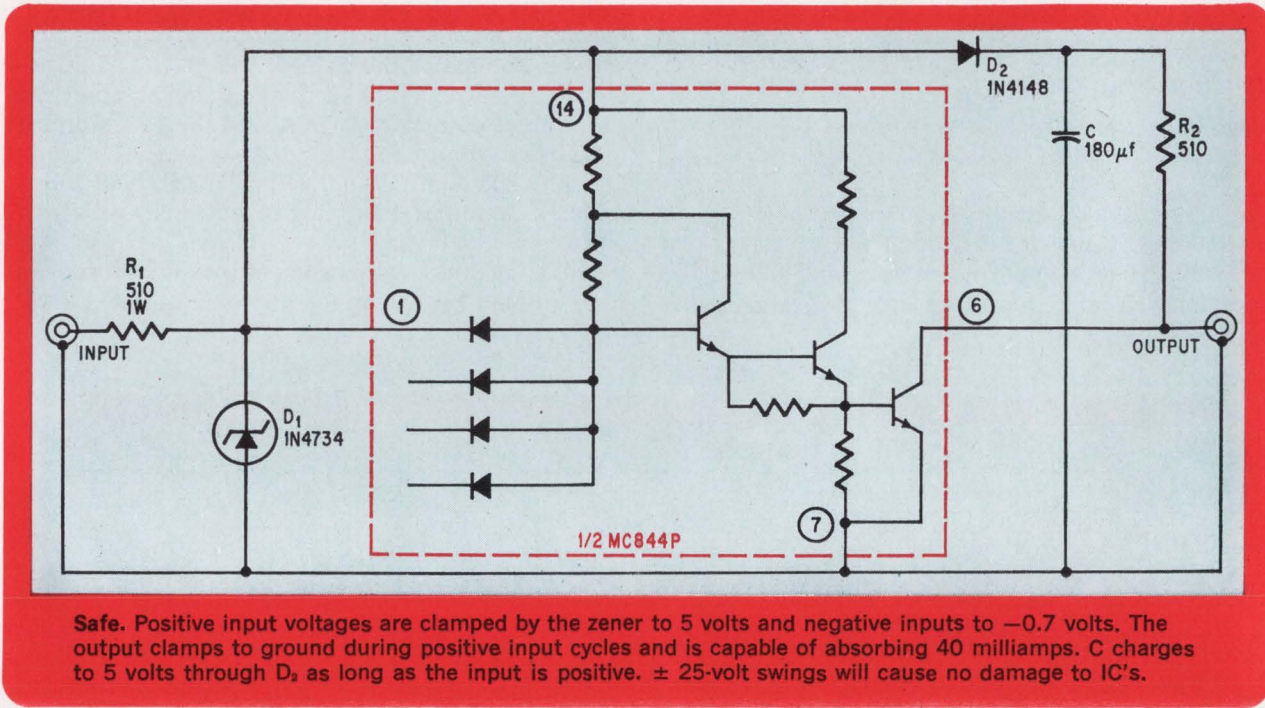 14
D₂
1N4148
C
180µf
R₂
510
R₁
510
1W
INPUT
1
6
OUTPUT
D₁
1N4734
7
1/2 MC844P
Safe. Positive input voltages are clamped by the zener to 5 volts and negative inputs to —0.7 volts. The
output clamps to ground during positive input cycles and is capable of absorbing 40 milliamps. C charges
to 5 volts through D₂ as long as the input is positive. ± 25-volt swings will cause no damage to IC's.